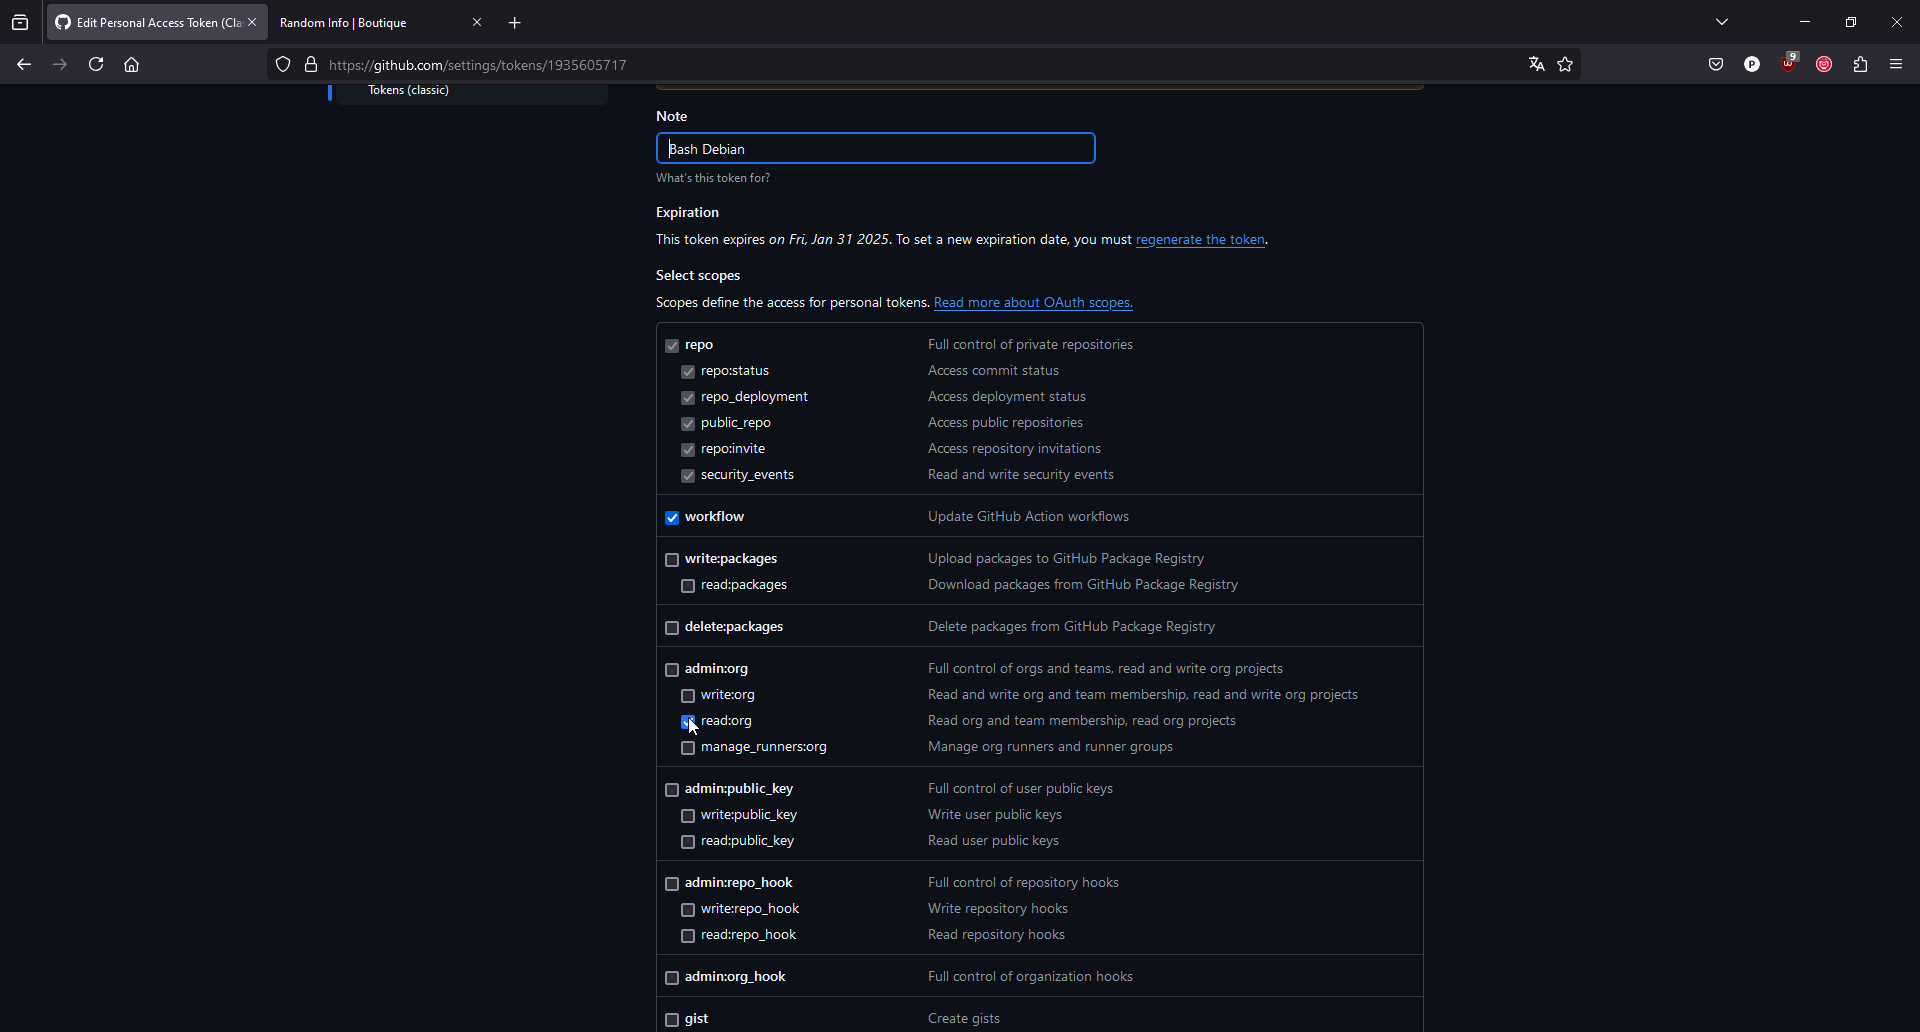 Edit Personal Access Token (Cla
Random Info | Boutique
https://github.com/settings/tokens/1935605717
9
P
Tokens (classic)
Note
Bash Debian
What's this token for?
Expiration
This token expires on Fri, Jan 31 2025. To set a new expiration date, you must regenerate the token.
Select scopes
Scopes define the access for personal tokens. Read more about OAuth scopes.
repo Full control of private repositories
repo:status Access commit status
repo_deployment Access deployment status
public_repo Access public repositories
repo:invite Access repository invitations
security_events Read and write security events
workflow Update GitHub Action workflows
write:packages Upload packages to GitHub Package Registry
read:packages Download packages from GitHub Package Registry
delete:packages Delete packages from GitHub Package Registry
admin:org Full control of orgs and teams, read and write org projects
write:org Read and write org and team membership, read and write org projects
read:org Read org and team membership, read org projects
manage_runners:org Manage org runners and runner groups
admin:public_key Full control of user public keys
write:public_key Write user public keys
read:public_key Read user public keys
admin:repo_hook Full control of repository hooks
write:repo_hook Write repository hooks
read:repo_hook Read repository hooks
admin:org_hook Full control of organization hooks
gist Create gists